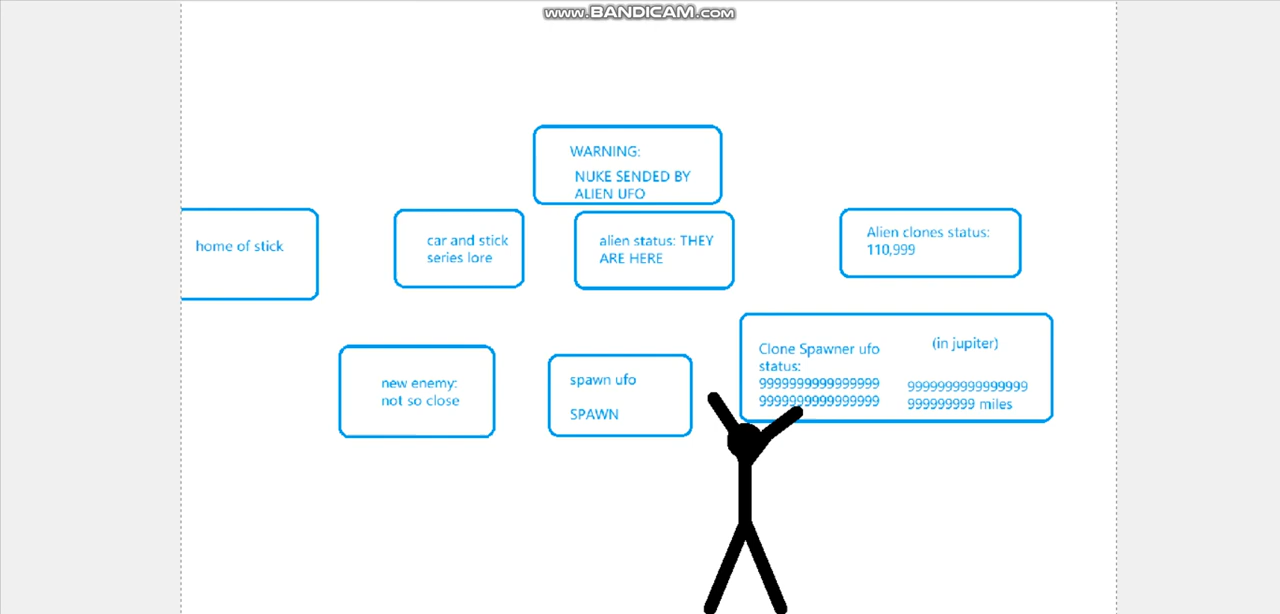 www.BANDICAM.com
WARNING:
NUKE SENDED BY
ALIEN UFO
home of stick
car and stick
series lore
alien status: THEY
ARE HERE
Alien clones status:
110,999
new enemy:
not so close
spawn ufo
SPAWN
Clone Spawner ufo
status:
9999999999999999
9999999999999999
(in jupiter)
9999999999999999
999999999 miles